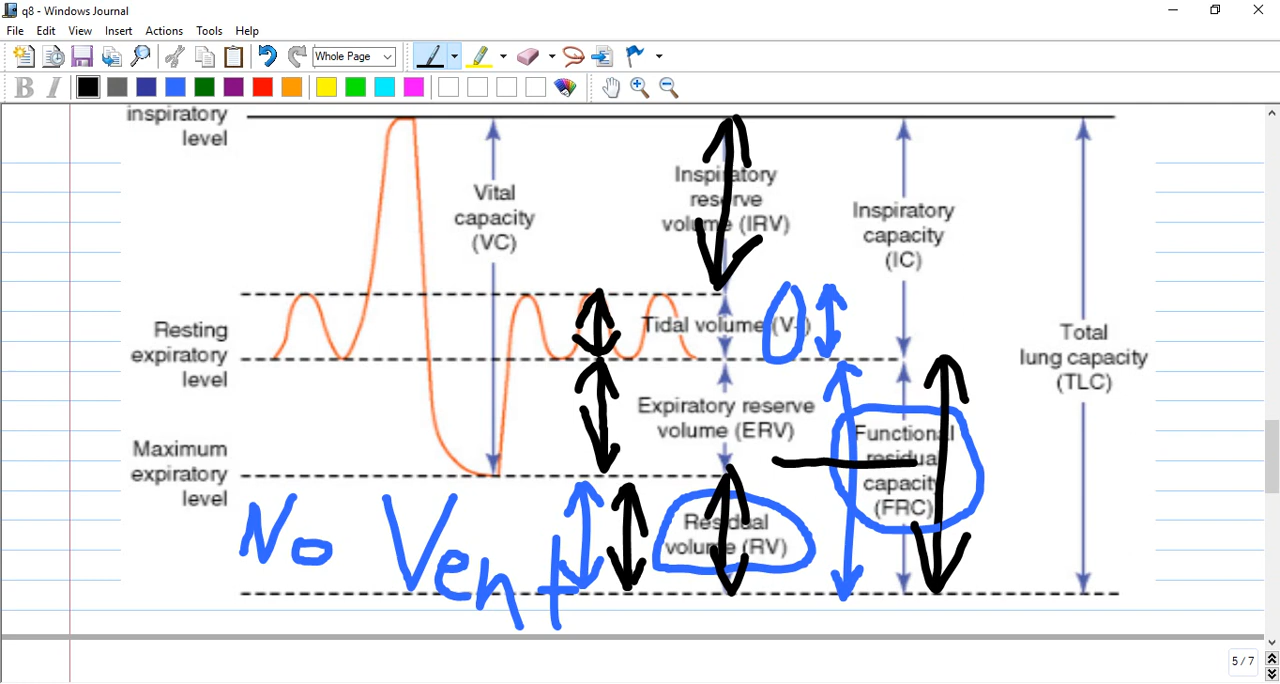 q8 - Windows Journal
File Edit View Insert Actions Tools Help
Whole Page
B I
inspiratory
level
Vital
capacity
(VC)
Inspiratory
reserve
volume (IRV)
Inspiratory
capacity
(IC)
Resting
expiratory
level
Tidal volume
Total
lung capacity
(TLC)
Expiratory reserve
volume (ERV)
Functional
residual
capacity
(FRC)
Maximum
expiratory
level
Residual
volume (RV)
No Vent
5 / 7